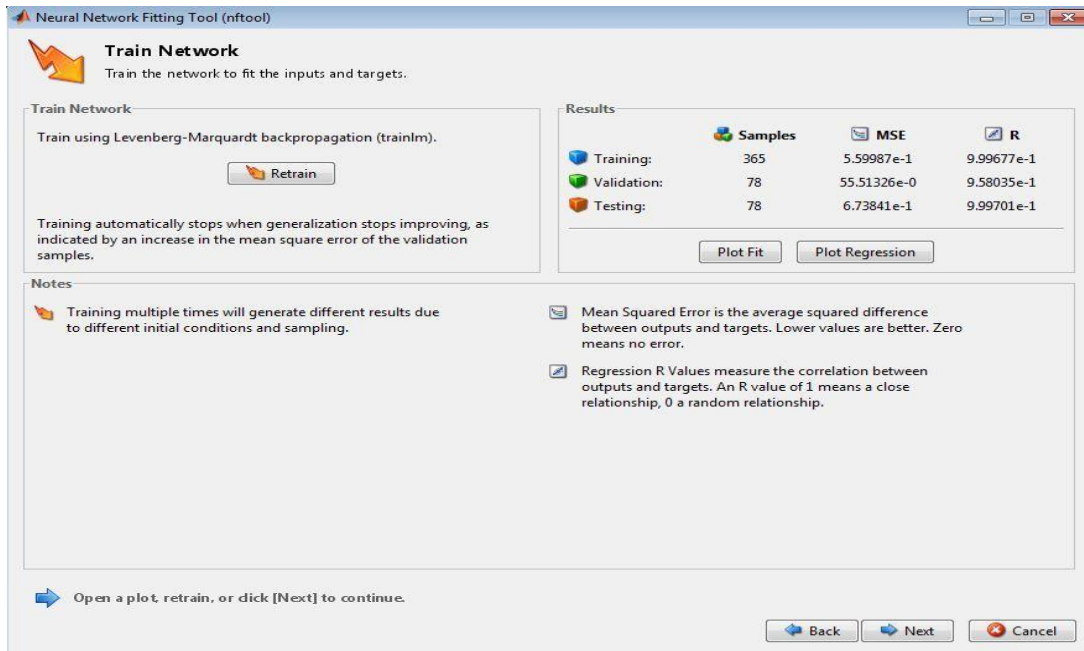 Neural Network Fitting Tool (nftool)
Train Network
Train the network to fit the inputs and targets.
Train Network
Train using Levenberg-Marquardt backpropagation (trainlm).
Retrain
Training automatically stops when generalization stops improving, as
indicated by an increase in the mean square error of the validation
samples.
Results
Samples MSE R
Training: 365 5.59987e-1 9.99677e-1
Validation: 78 55.51326e-0 9.58035e-1
Testing: 78 6.73841e-1 9.99701e-1
Plot Fit Plot Regression
Notes
Training multiple times will generate different results due
to different initial conditions and sampling.
Mean Squared Error is the average squared difference
between outputs and targets. Lower values are better. Zero
means no error.
Regression R Values measure the correlation between
outputs and targets. An R value of 1 means a close
relationship, 0 a random relationship.
Open a plot, retrain, or click [Next] to continue.
Back Next Cancel